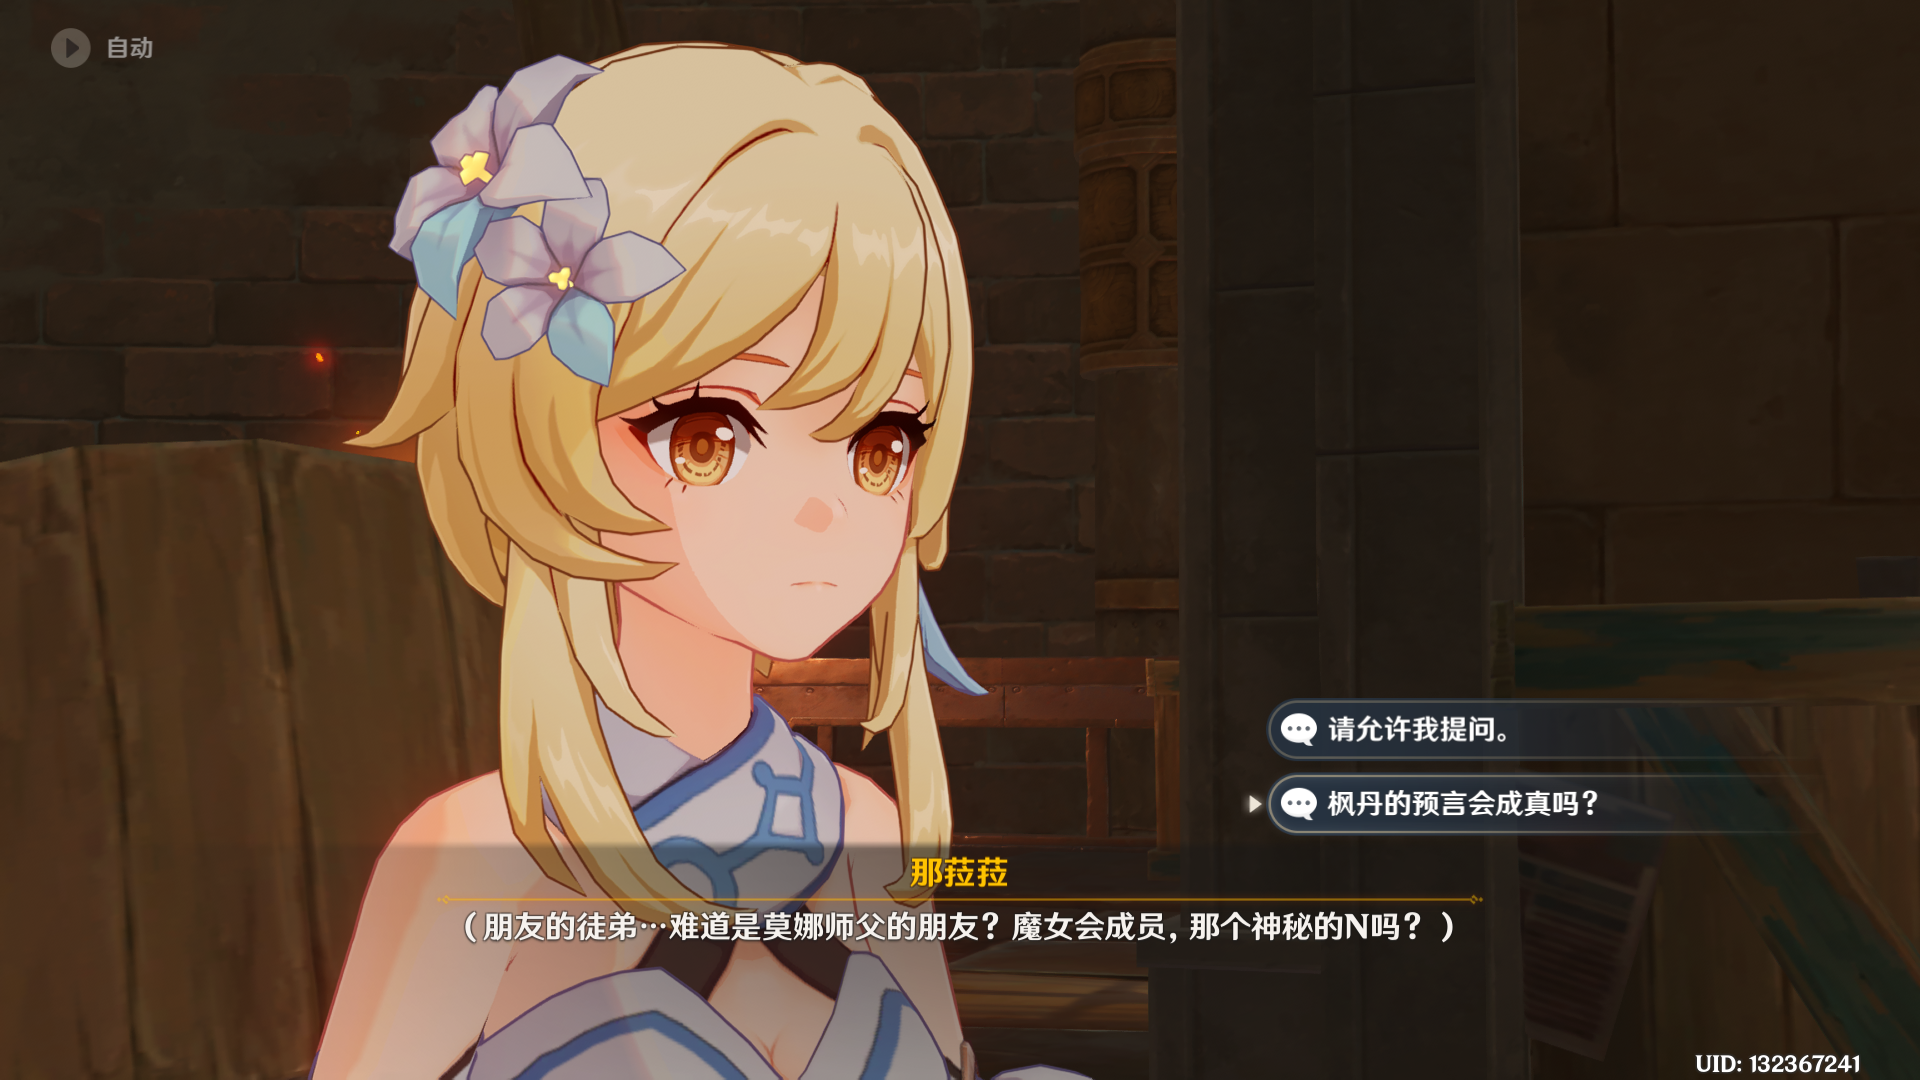 自动
请允许我提问。
枫丹的预言会成真吗？
那菈菈
（朋友的徒弟…难道是莫娜师父的朋友？魔女会成员，那个神秘的N吗？）
UID: 132367241